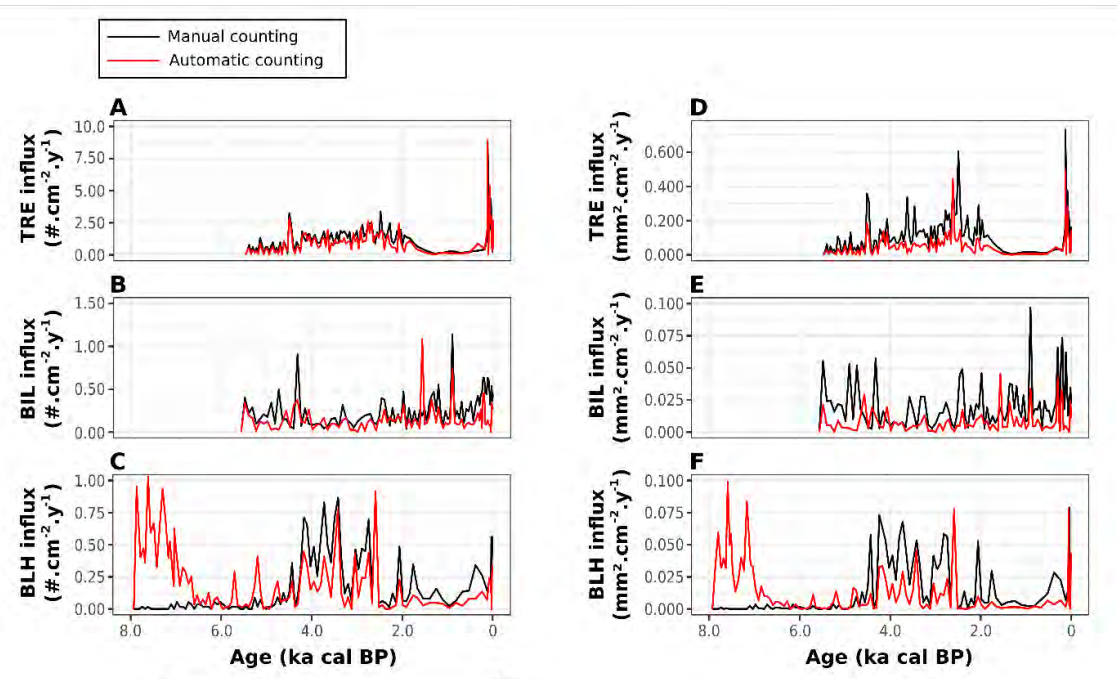 Manual counting
Automatic counting
A
TRE influx
(#.cm⁻².y⁻¹)
10.0
7.50
5.00
2.50
0.00
D
TRE influx
(mm².cm⁻².y⁻¹)
0.600
0.400
0.200
0.000
B
BIL influx
(#.cm⁻².y⁻¹)
1.50
1.00
0.50
0.00
E
BIL influx
(mm².cm⁻².y⁻¹)
0.100
0.075
0.050
0.025
0.000
C
BLH influx
(#.cm⁻².y⁻¹)
1.00
0.75
0.50
0.25
0.00
8.0 6.0 4.0 2.0 0
Age (ka cal BP)
F
BLH influx
(mm².cm⁻².y⁻¹)
0.100
0.075
0.050
0.025
0.000
8.0 6.0 4.0 2.0 0
Age (ka cal BP)